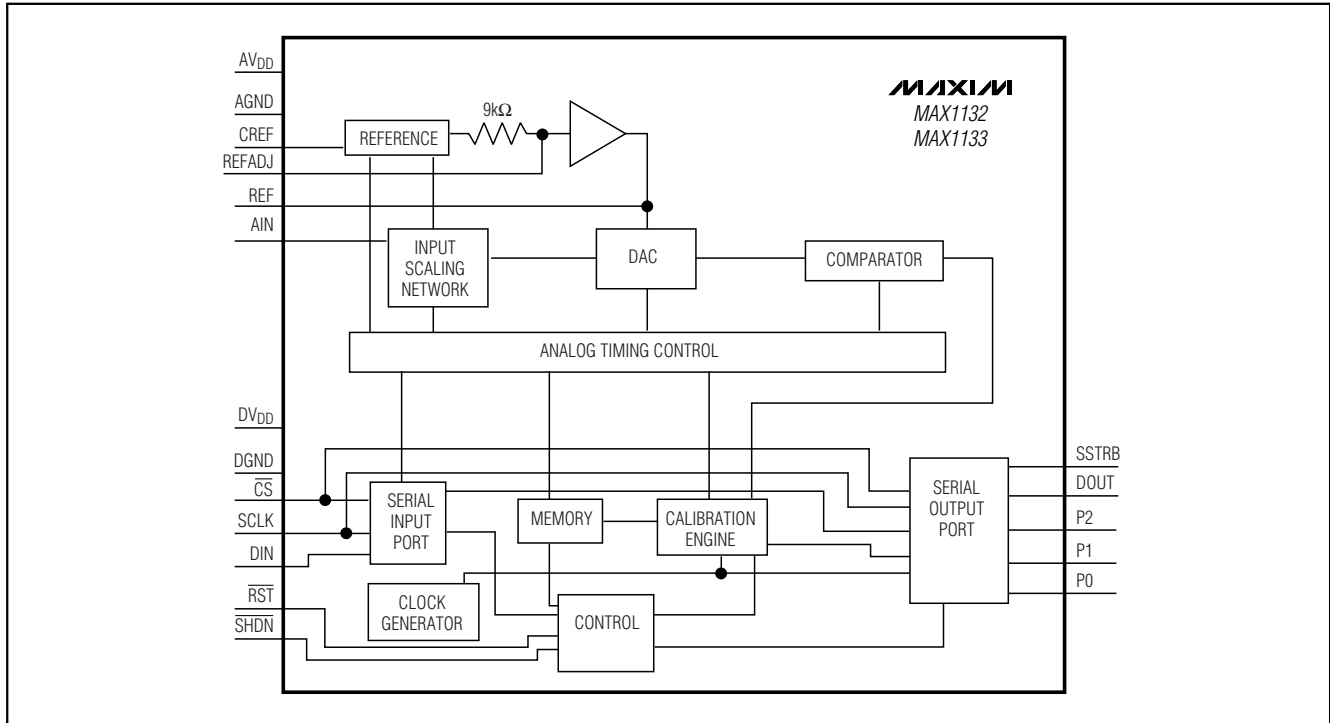 AVDD
AGND
CREF
REFADJ
REF
AIN
MAXIM
MAX1132
MAX1133
9kΩ
REFERENCE
INPUT
SCALING
NETWORK
DAC
COMPARATOR
ANALOG TIMING CONTROL
DVDD
DGND
CS
SCLK
DIN
RST
SHDN
SERIAL
INPUT
PORT
MEMORY
CALIBRATION
ENGINE
SERIAL
OUTPUT
PORT
CLOCK
GENERATOR
CONTROL
SSTRB
DOUT
P2
P1
P0